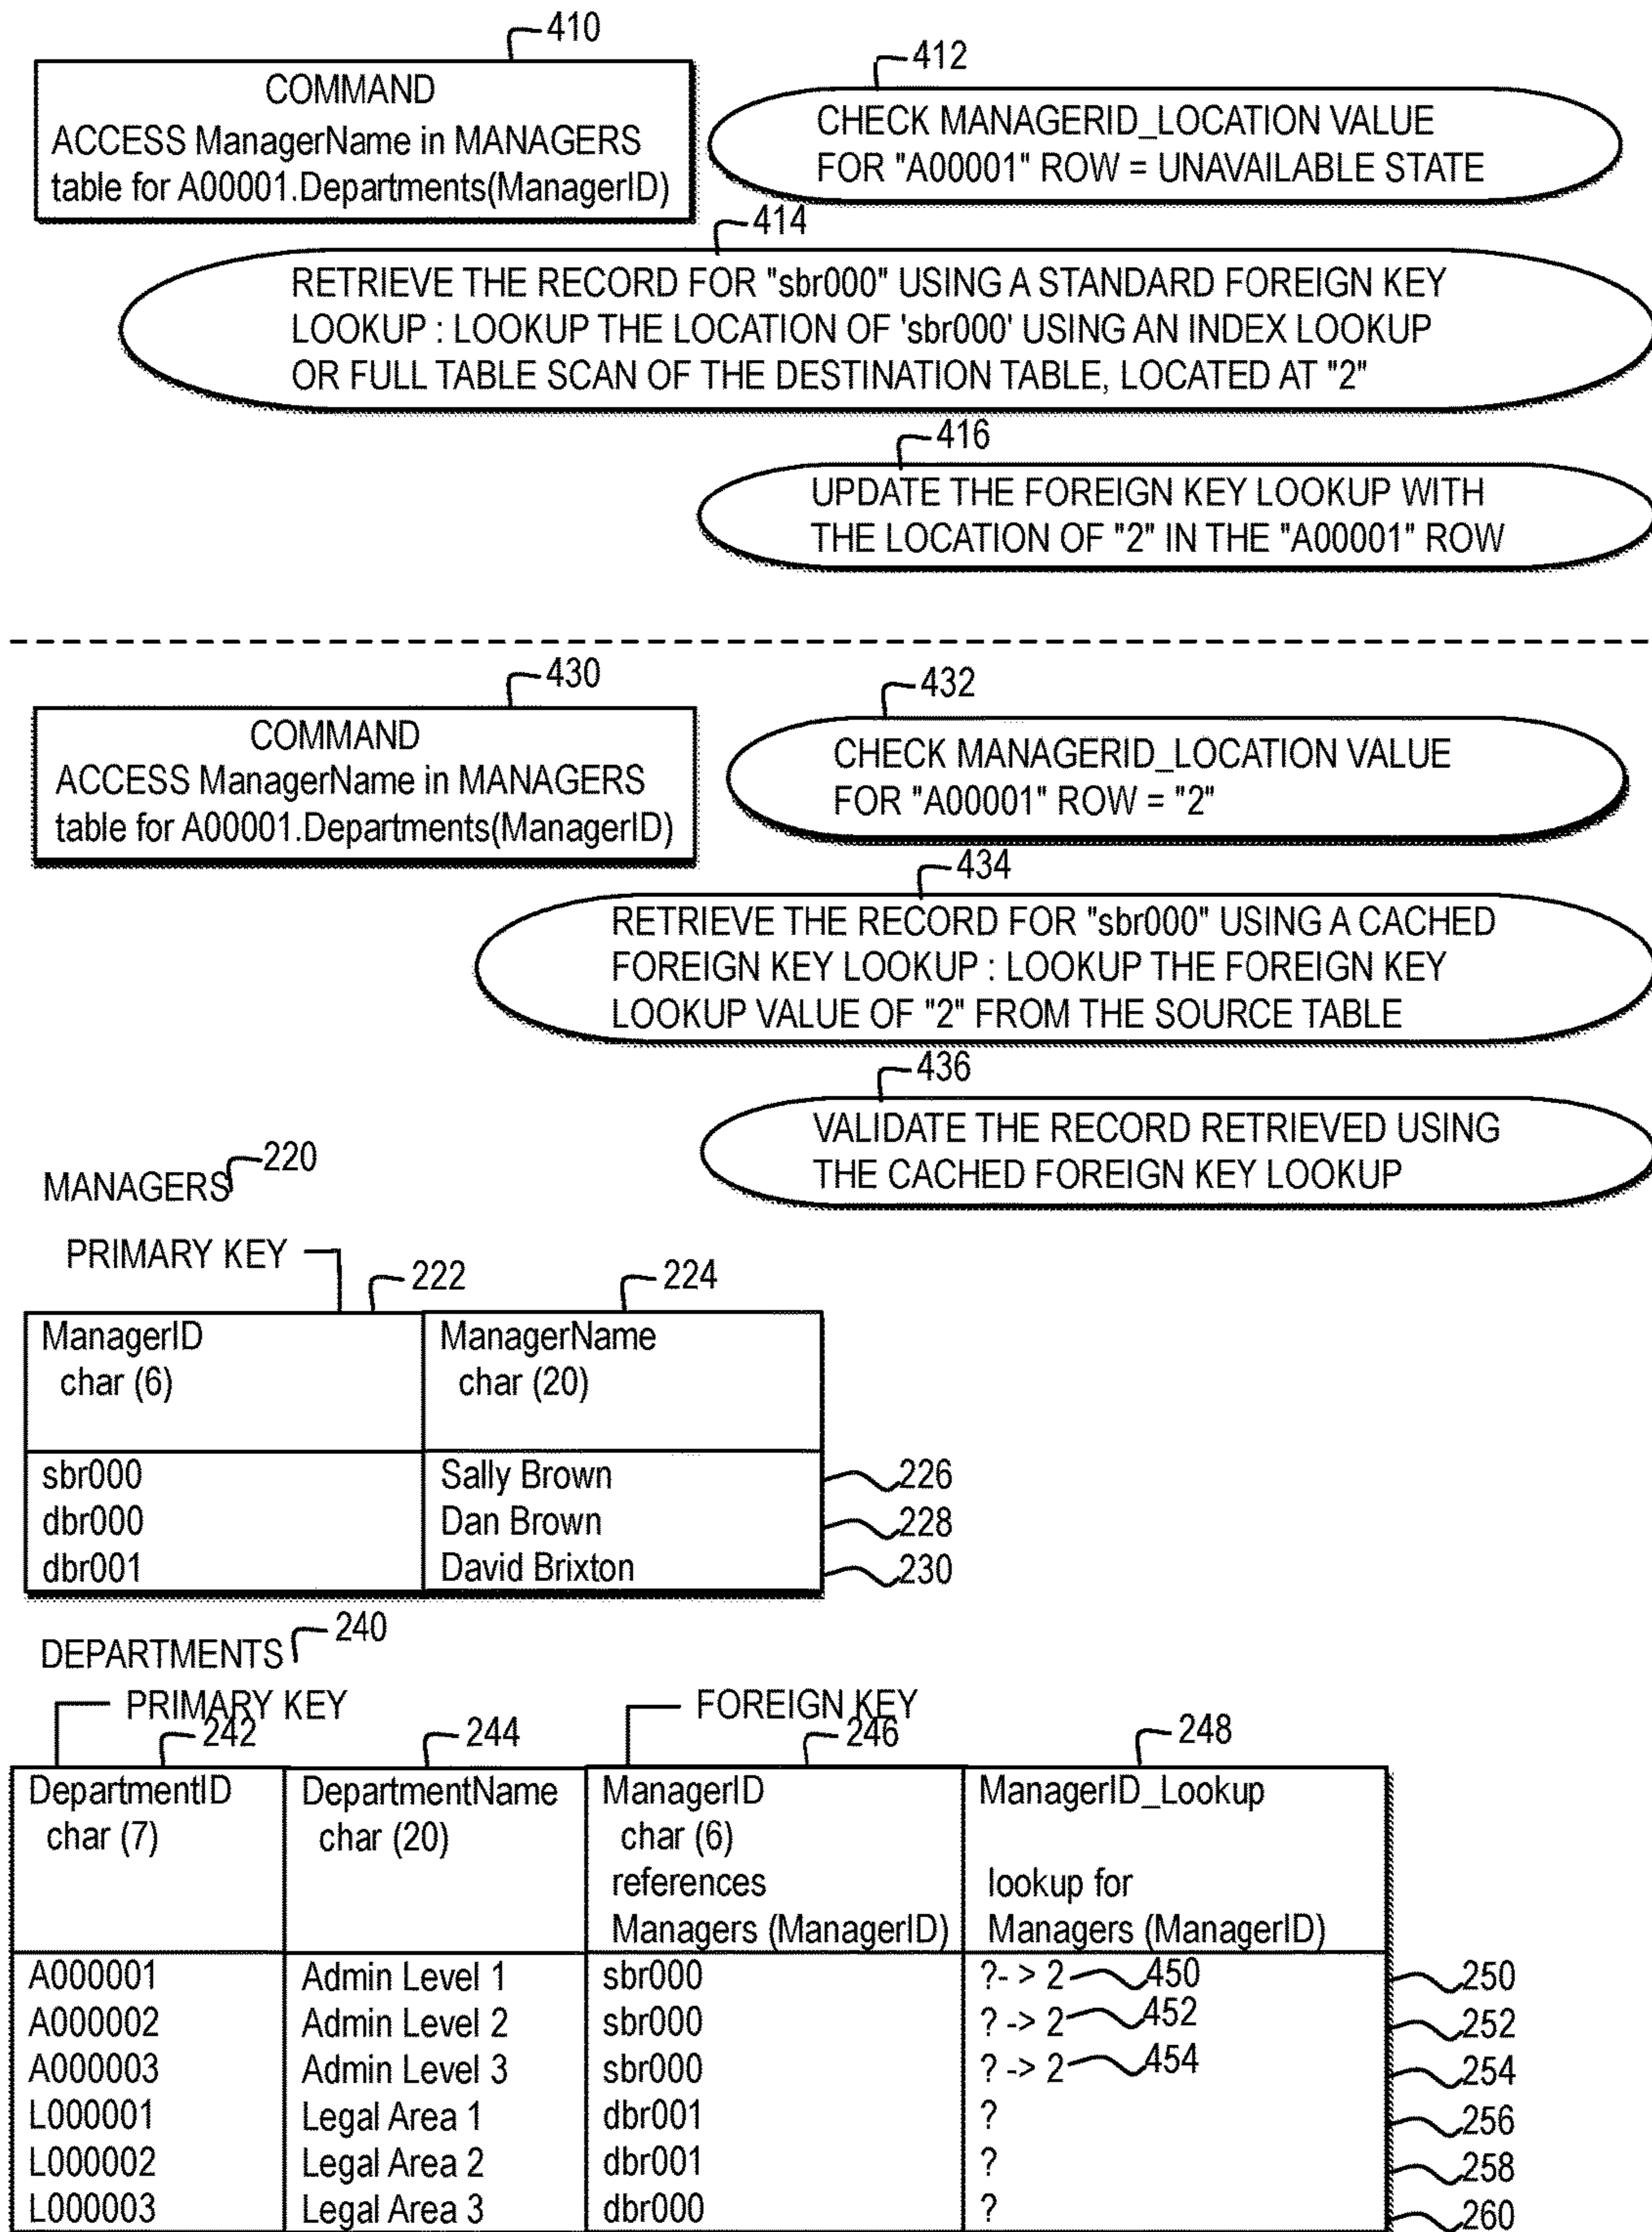 410
COMMAND
ACCESS ManagerName in MANAGERS
table for A00001.Departments(ManagerID)
412
CHECK MANAGERID_LOCATION VALUE
FOR "A00001" ROW = UNAVAILABLE STATE
414
RETRIEVE THE RECORD FOR "sbr000" USING A STANDARD FOREIGN KEY
LOOKUP : LOOKUP THE LOCATION OF 'sbr000' USING AN INDEX LOOKUP
OR FULL TABLE SCAN OF THE DESTINATION TABLE, LOCATED AT "2"
416
UPDATE THE FOREIGN KEY LOOKUP WITH
THE LOCATION OF "2" IN THE "A00001" ROW
430
COMMAND
ACCESS ManagerName in MANAGERS
table for A00001.Departments(ManagerID)
432
CHECK MANAGERID_LOCATION VALUE
FOR "A00001" ROW = "2"
434
RETRIEVE THE RECORD FOR "sbr000" USING A CACHED
FOREIGN KEY LOOKUP : LOOKUP THE FOREIGN KEY
LOOKUP VALUE OF "2" FROM THE SOURCE TABLE
436
VALIDATE THE RECORD RETRIEVED USING
THE CACHED FOREIGN KEY LOOKUP
MANAGERS 220
PRIMARY KEY
222 224
ManagerID ManagerName
char (6) char (20)
sbr000 Sally Brown 226
dbr000 Dan Brown 228
dbr001 David Brixton 230
DEPARTMENTS 240
PRIMARY KEY FOREIGN KEY
242 244 246 248
DepartmentID DepartmentName ManagerID ManagerID_Lookup
char (7) char (20) char (6)
references lookup for
Managers (ManagerID) Managers (ManagerID)
A000001 Admin Level 1 sbr000 ?- > 2 450 250
A000002 Admin Level 2 sbr000 ? -> 2 452 252
A000003 Admin Level 3 sbr000 ? -> 2 454 254
L000001 Legal Area 1 dbr001 ? 256
L000002 Legal Area 2 dbr001 ? 258
L000003 Legal Area 3 dbr000 ? 260